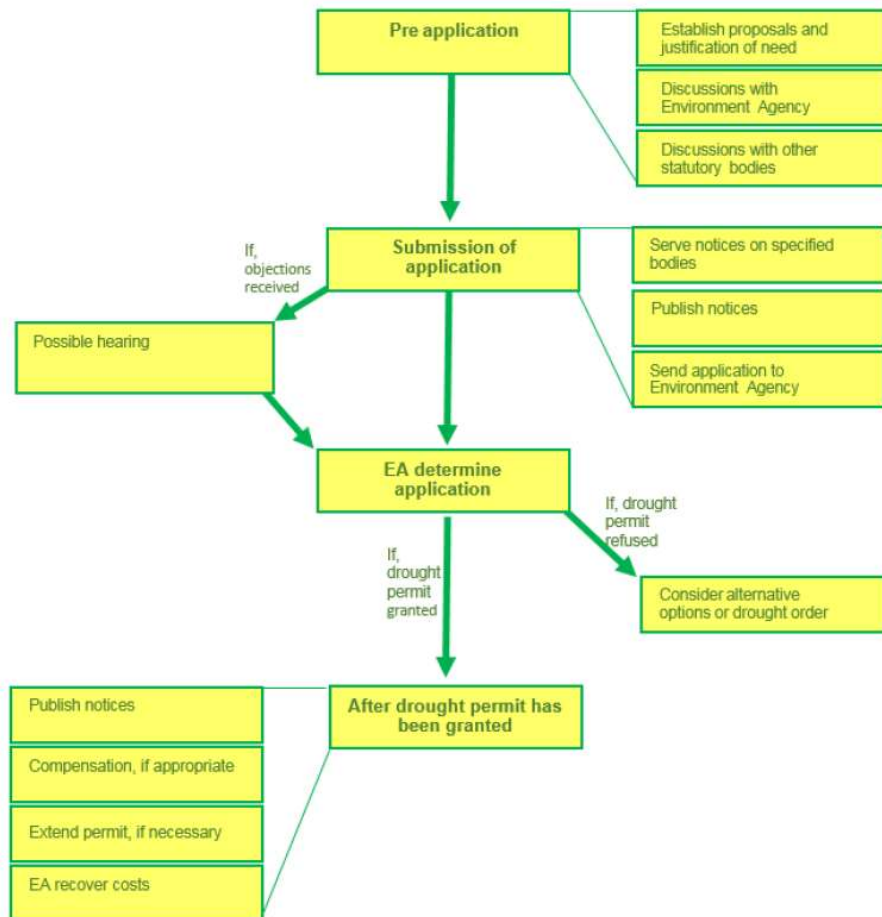 Pre application
Establish proposals and
justification of need
Discussions with
Environment Agency
Discussions with other
statutory bodies
Submission of
application
If,
objections
received
Serve notices on specified
bodies
Publish notices
Send application to
Environment Agency
Possible hearing
EA determine
application
If, drought
permit
refused
If,
drought
permit
granted
Consider alternative
options or drought order
After drought permit has
been granted
Publish notices
Compensation, if appropriate
Extend permit, if necessary
EA recover costs